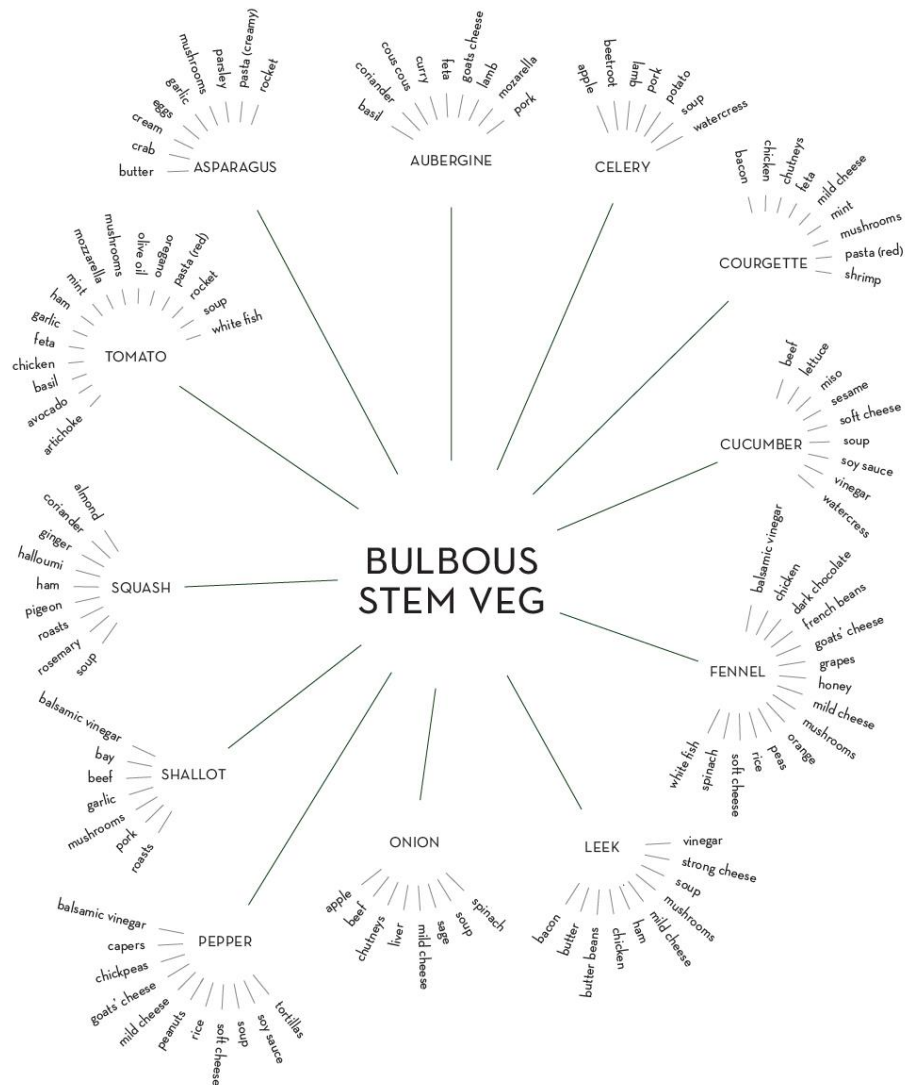 BULBOUS
STEM VEG
ASPARAGUS
butter
crab
cream
eggs
garlic
mushrooms
parsley
pasta (creamy)
rocket
AUBERGINE
basil
coriander
cous cous
curry
feta
goats cheese
lamb
mozarella
pork
CELERY
apple
beetroot
lamb
pork
potato
soup
watercress
COURGETTE
bacon
chicken
chutneys
feta
mild cheese
mint
mushrooms
pasta (red)
shrimp
CUCUMBER
beef
lettuce
miso
sesame
soft cheese
soup
soy sauce
vinegar
watercress
FENNEL
balsamic vinegar
chicken
dark chocolate
french beans
goats' cheese
grapes
honey
mild cheese
mushrooms
orange
peas
rice
soft cheese
spinach
white fish
LEEK
vinegar
strong cheese
soup
mushrooms
mild cheese
ham
chicken
butter beans
butter
bacon
ONION
apple
beef
chutneys
liver
mild cheese
sage
soup
spinach
PEPPER
balsamic vinegar
capers
chickpeas
goats' cheese
mild cheese
peanuts
rice
soft cheese
soup
soy sauce
tortillas
SHALLOT
balsamic vinegar
bay
beef
garlic
mushrooms
pork
roasts
SQUASH
almond
coriander
ginger
halloumi
ham
pigeon
roasts
rosemary
soup
TOMATO
artichoke
avocado
basil
chicken
feta
garlic
ham
mint
mozzarella
mushrooms
olive oil
oregano
pasta (red)
rocket
soup
white fish